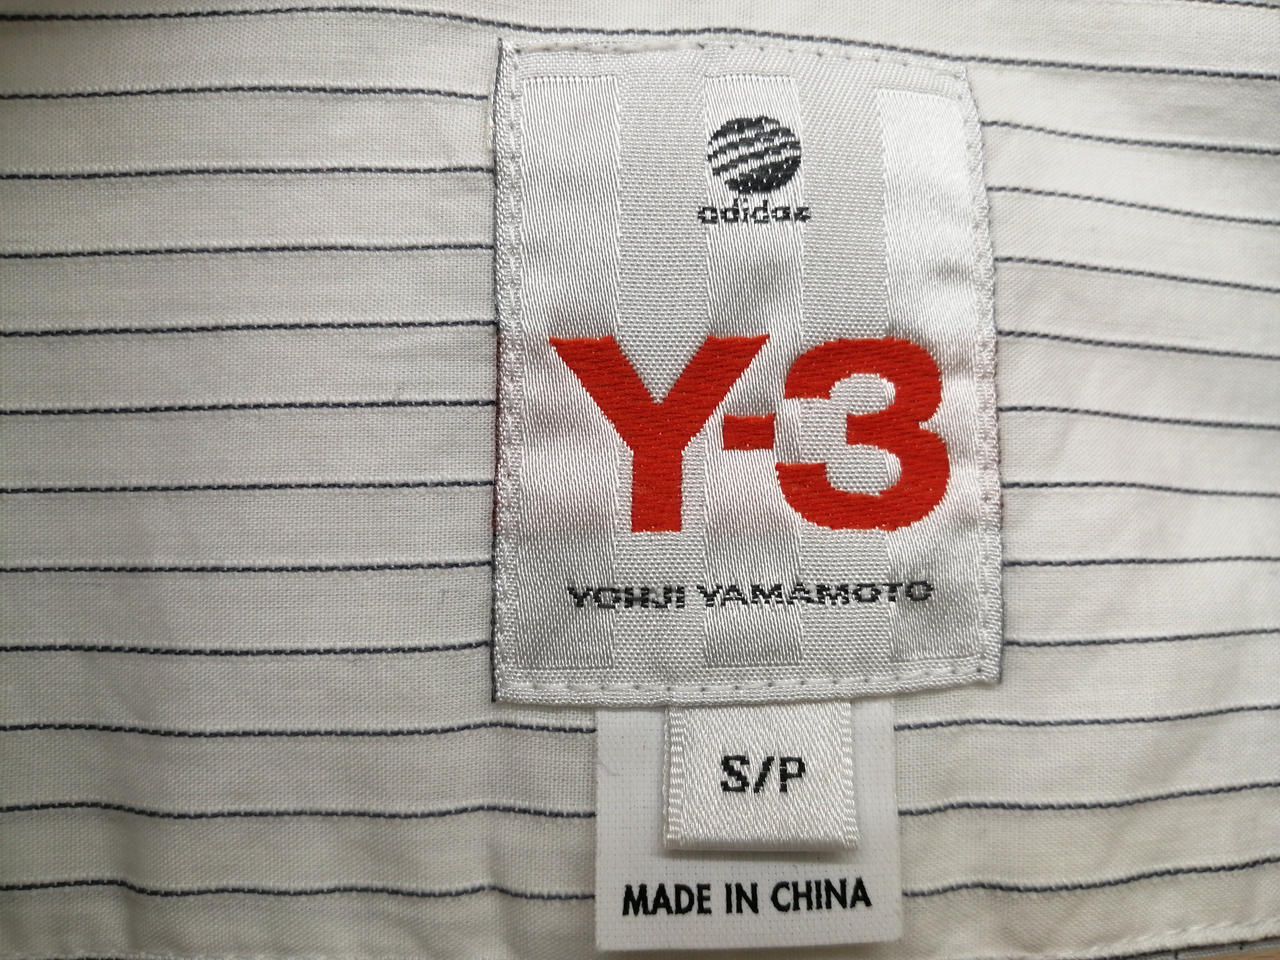 adidas
Y-3
YOHJI YAMAMOTO
S/P
MADE IN CHINA